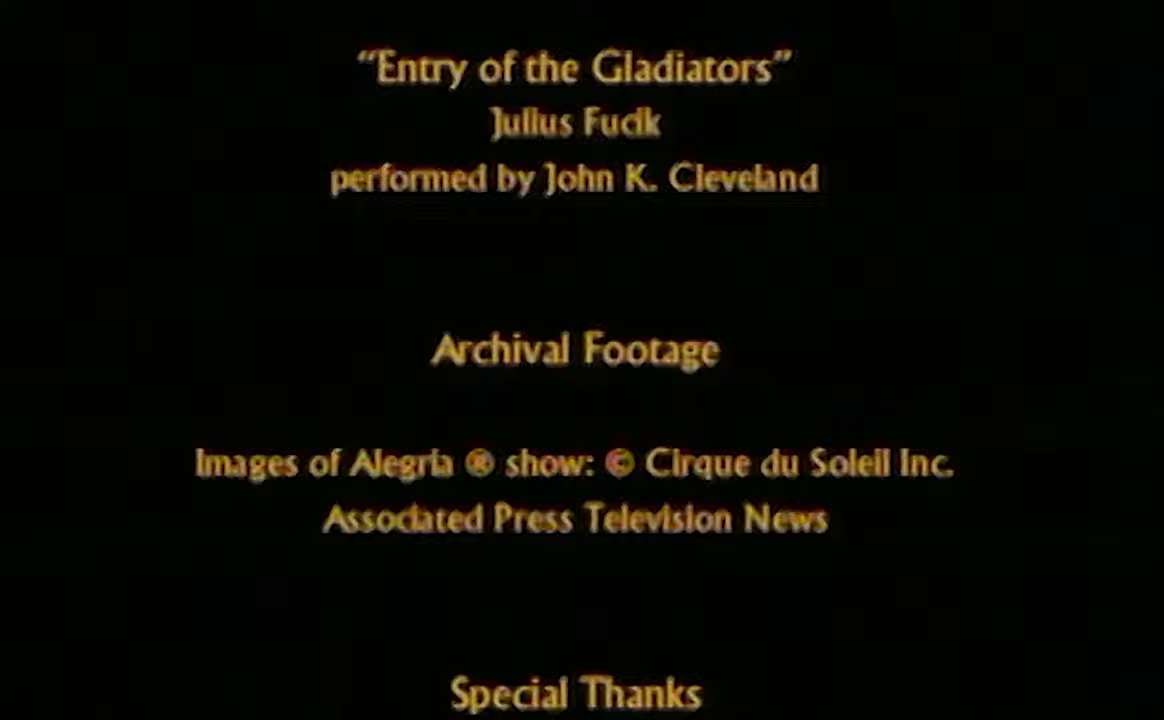 “Entry of the Gladiators”
Julius Fucik
performed by John K. Cleveland
Archival Footage
Images of Alegria ® show: © Cirque du Soleil Inc.
Associated Press Television News
Special Thanks